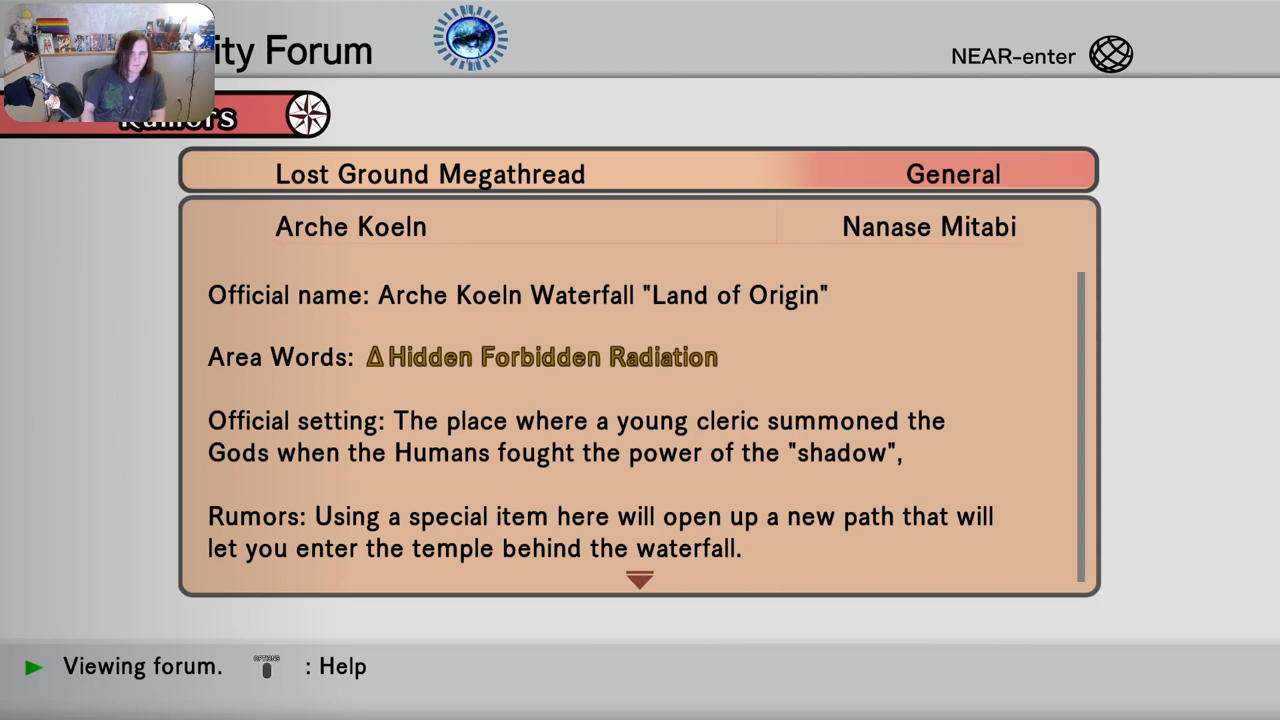 ity Forum
NEAR-enter
Rumors
Lost Ground Megathread
General
Arche Koeln
Nanase Mitabi
Official name: Arche Koeln Waterfall "Land of Origin"
Area Words: Δ Hidden Forbidden Radiation
Official setting: The place where a young cleric summoned the
Gods when the Humans fought the power of the "shadow",
Rumors: Using a special item here will open up a new path that will
let you enter the temple behind the waterfall.
Viewing forum.
OPTIONS
: Help